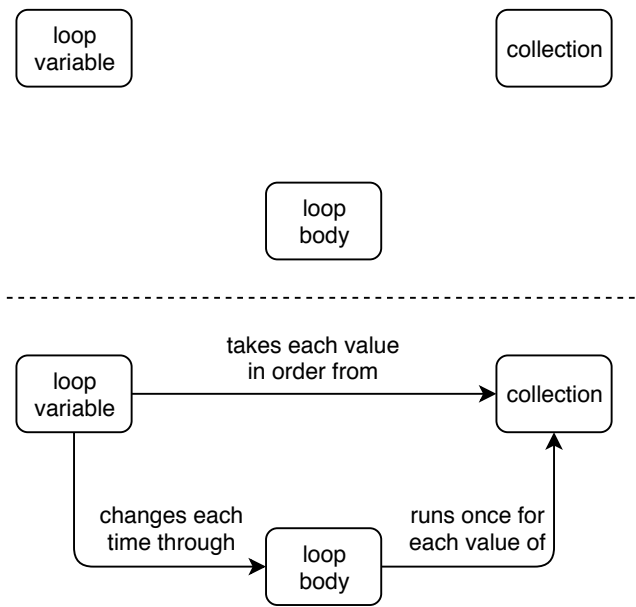 loop
variable
collection
loop
body
takes each value
in order from
loop
variable
collection
changes each
time through
runs once for
each value of
loop
body